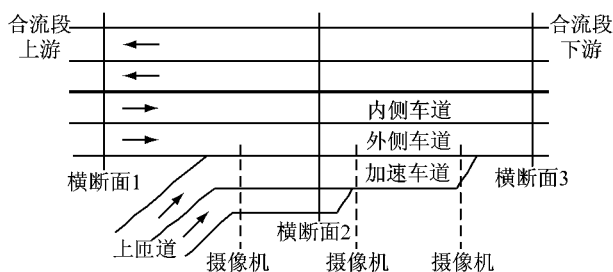 合流段
上游
合流段
下游
内侧车道
外侧车道
加速车道
横断面1
横断面3
上匝道
横断面2
摄像机
摄像机
摄像机